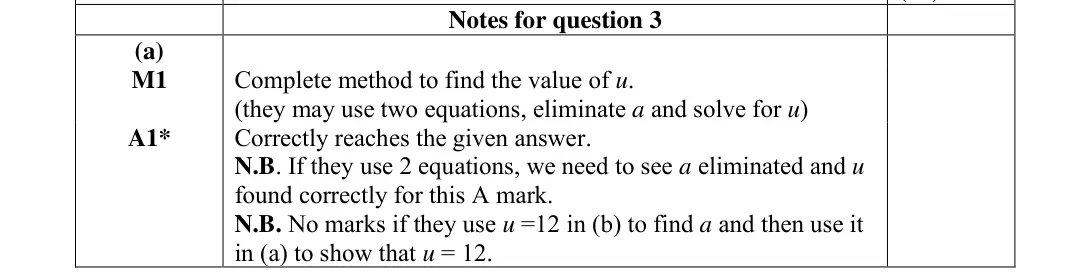 Notes for question 3
(a)
M1 Complete method to find the value of u.
(they may use two equations, eliminate a and solve for u)
A1* Correctly reaches the given answer.
N.B. If they use 2 equations, we need to see a eliminated and u
found correctly for this A mark.
N.B. No marks if they use u =12 in (b) to find a and then use it
in (a) to show that u = 12.